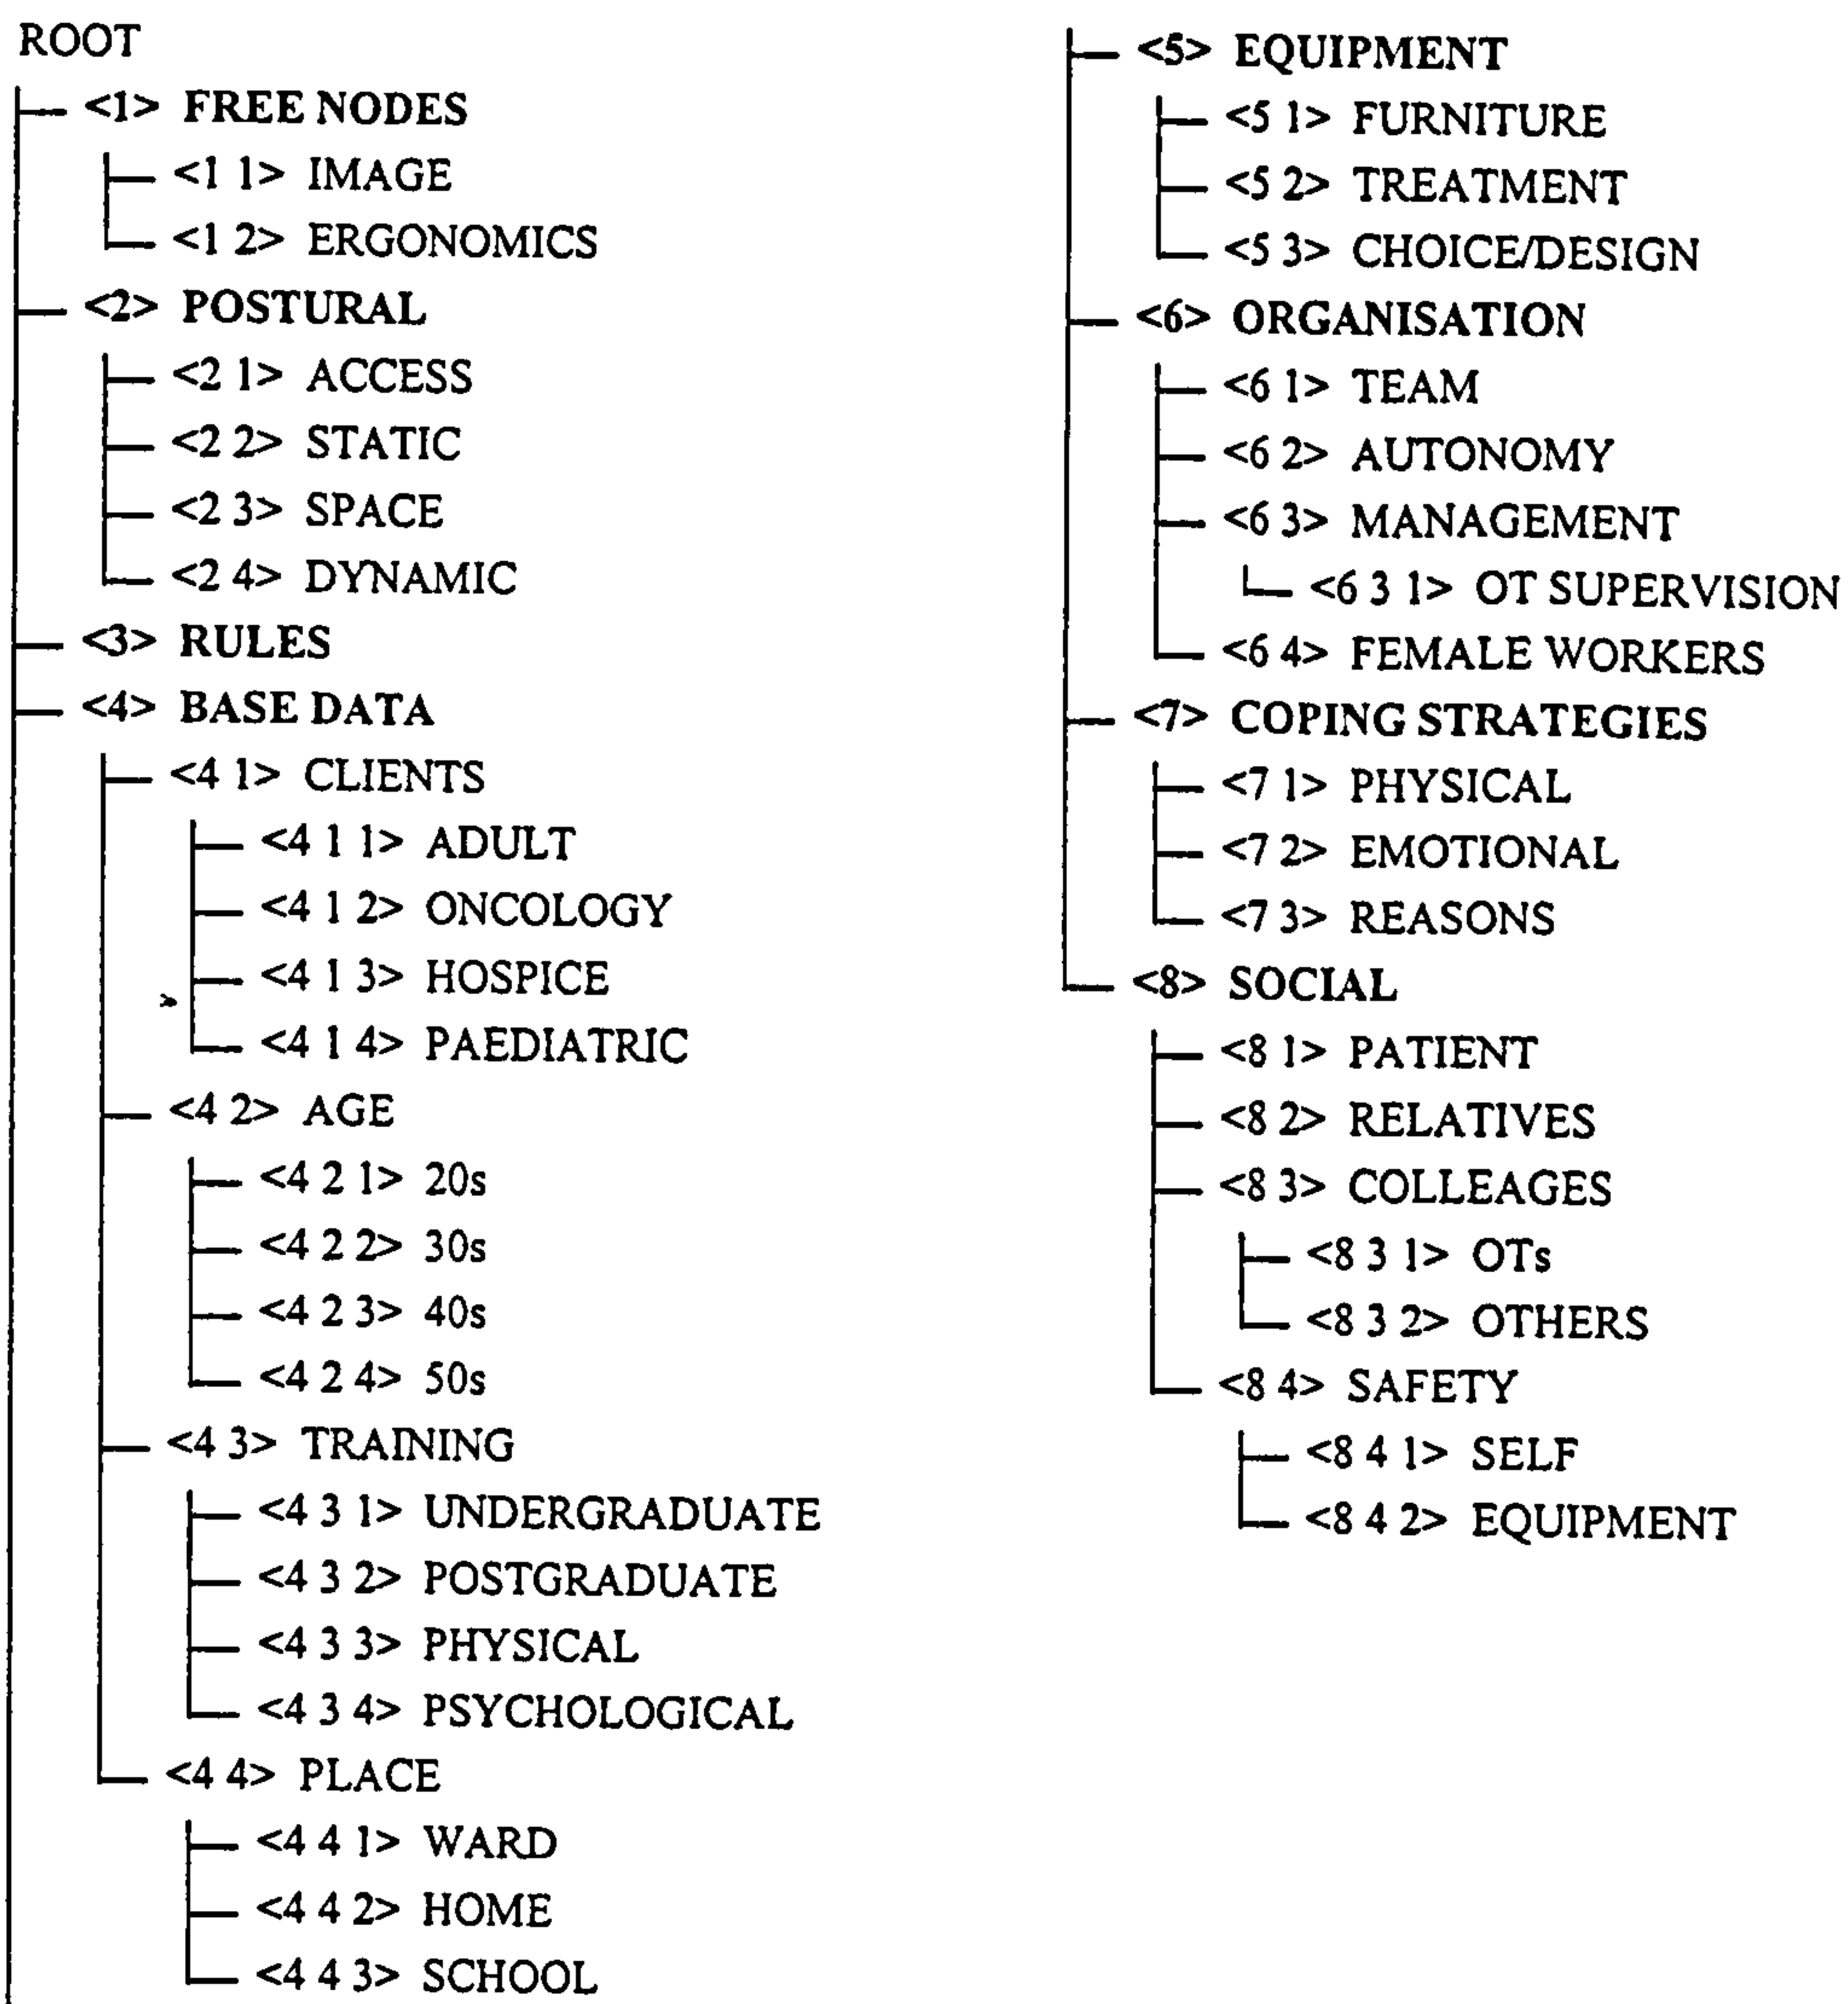 ROOT
<1> FREE NODES
<1 1> IMAGE
<1 2> ERGONOMICS
<2> POSTURAL
<2 1> ACCESS
<2 2> STATIC
<2 3> SPACE
<2 4> DYNAMIC
<3> RULES
<4> BASE DATA
<4 1> CLIENTS
<4 1 1> ADULT
<4 1 2> ONCOLOGY
<4 1 3> HOSPICE
<4 1 4> PAEDIATRIC
<4 2> AGE
<4 2 1> 20s
<4 2 2> 30s
<4 2 3> 40s
<4 2 4> 50s
<4 3> TRAINING
<4 3 1> UNDERGRADUATE
<4 3 2> POSTGRADUATE
<4 3 3> PHYSICAL
<4 3 4> PSYCHOLOGICAL
<4 4> PLACE
<4 4 1> WARD
<4 4 2> HOME
<4 4 3> SCHOOL
<5> EQUIPMENT
<5 1> FURNITURE
<5 2> TREATMENT
<5 3> CHOICE/DESIGN
<6> ORGANISATION
<6 1> TEAM
<6 2> AUTONOMY
<6 3> MANAGEMENT
<6 3 1> OT SUPERVISION
<6 4> FEMALE WORKERS
<7> COPING STRATEGIES
<7 1> PHYSICAL
<7 2> EMOTIONAL
<7 3> REASONS
<8> SOCIAL
<8 1> PATIENT
<8 2> RELATIVES
<8 3> COLLEAGES
<8 3 1> OTs
<8 3 2> OTHERS
<8 4> SAFETY
<8 4 1> SELF
<8 4 2> EQUIPMENT